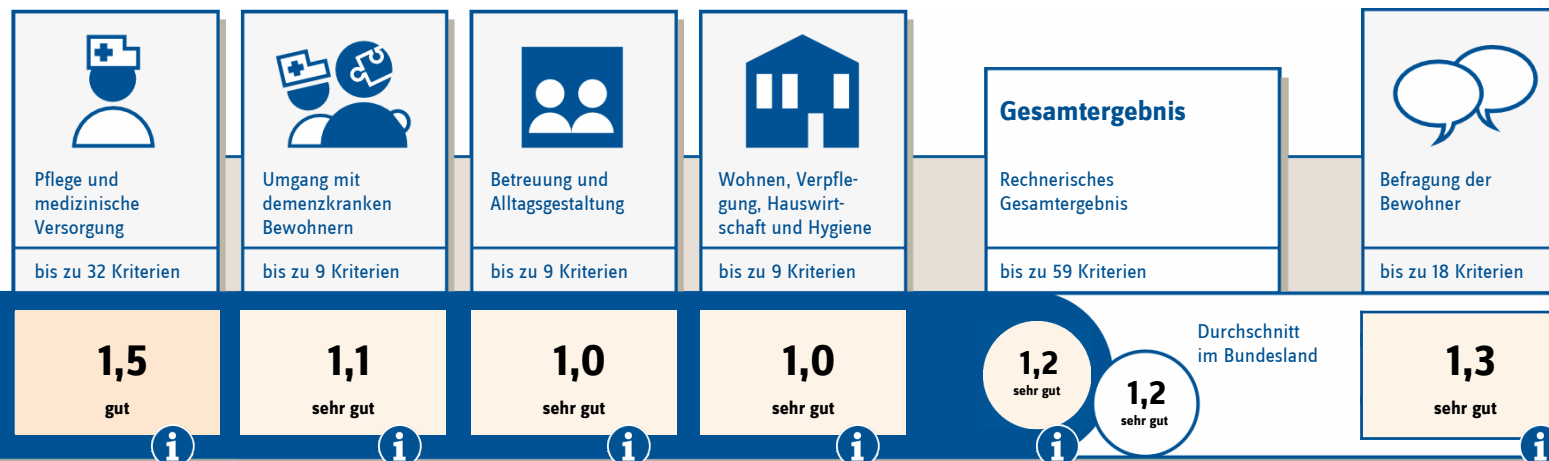 Pflege und
medizinische
Versorgung
bis zu 32 Kriterien
1,5
gut
i
Umgang mit
demenzkranken
Bewohnern
bis zu 9 Kriterien
1,1
sehr gut
i
Betreuung und
Alltagsgestaltung
bis zu 9 Kriterien
1,0
sehr gut
i
Wohnen, Verpfle-
gung, Hauswirt-
schaft und Hygiene
bis zu 9 Kriterien
1,0
sehr gut
i
Gesamtergebnis
Rechnerisches
Gesamtergebnis
bis zu 59 Kriterien
1,2
sehr gut
i
Durchschnitt
im Bundesland
1,2
sehr gut
Befragung der
Bewohner
bis zu 18 Kriterien
1,3
sehr gut
i